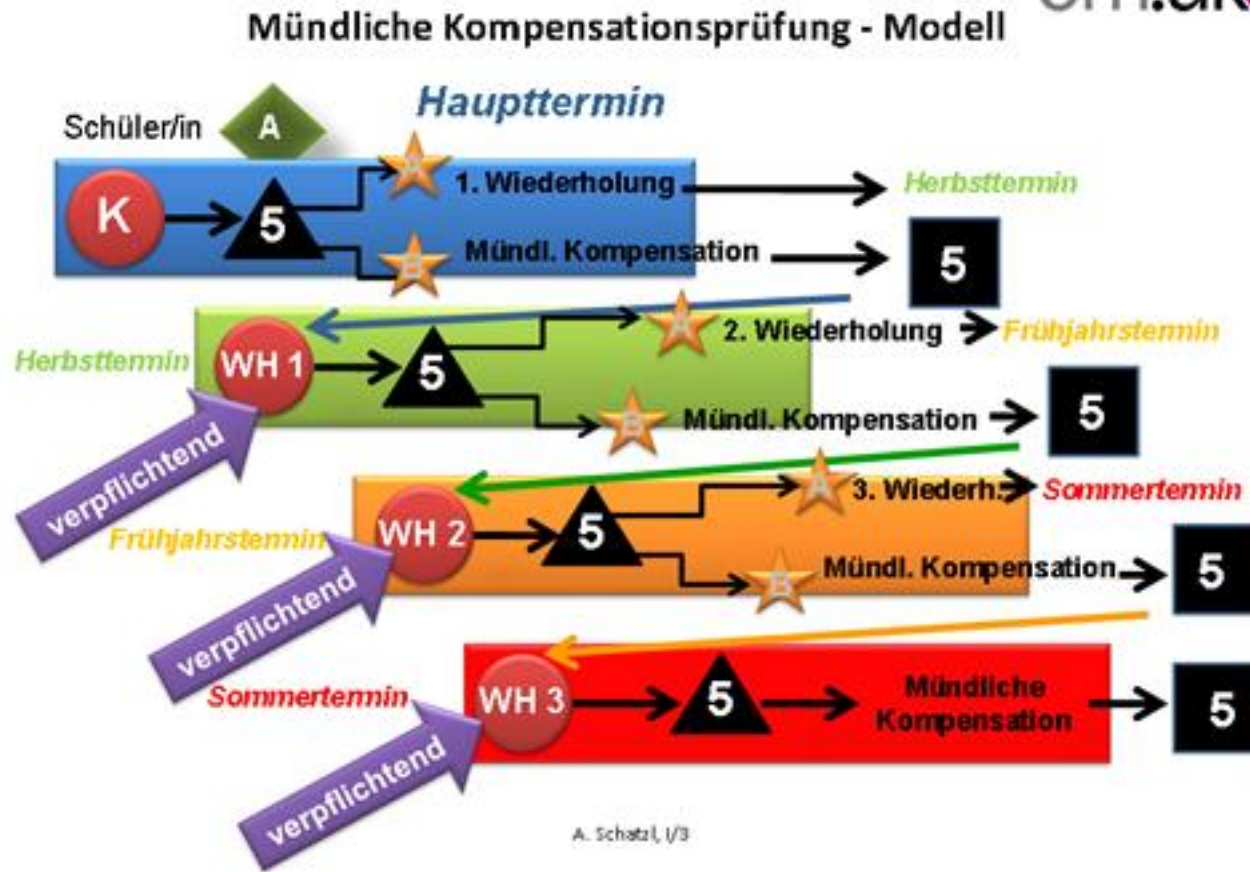 Mündliche Kompensationsprüfung - Modell
Schüler/in
A
Haupttermin
K
5
A
1. Wiederholung
Herbsttermin
B
Mündl. Kompensation
5
Herbsttermin
WH 1
5
A
2. Wiederholung
Frühjahrstermin
B
Mündl. Kompensation
5
verpflichtend
Frühjahrstermin
WH 2
5
A
3. Wiederh.
Sommertermin
B
Mündl. Kompensation
5
verpflichtend
Sommertermin
WH 3
5
Mündliche
Kompensation
5
verpflichtend
A. Schatzl, I/3